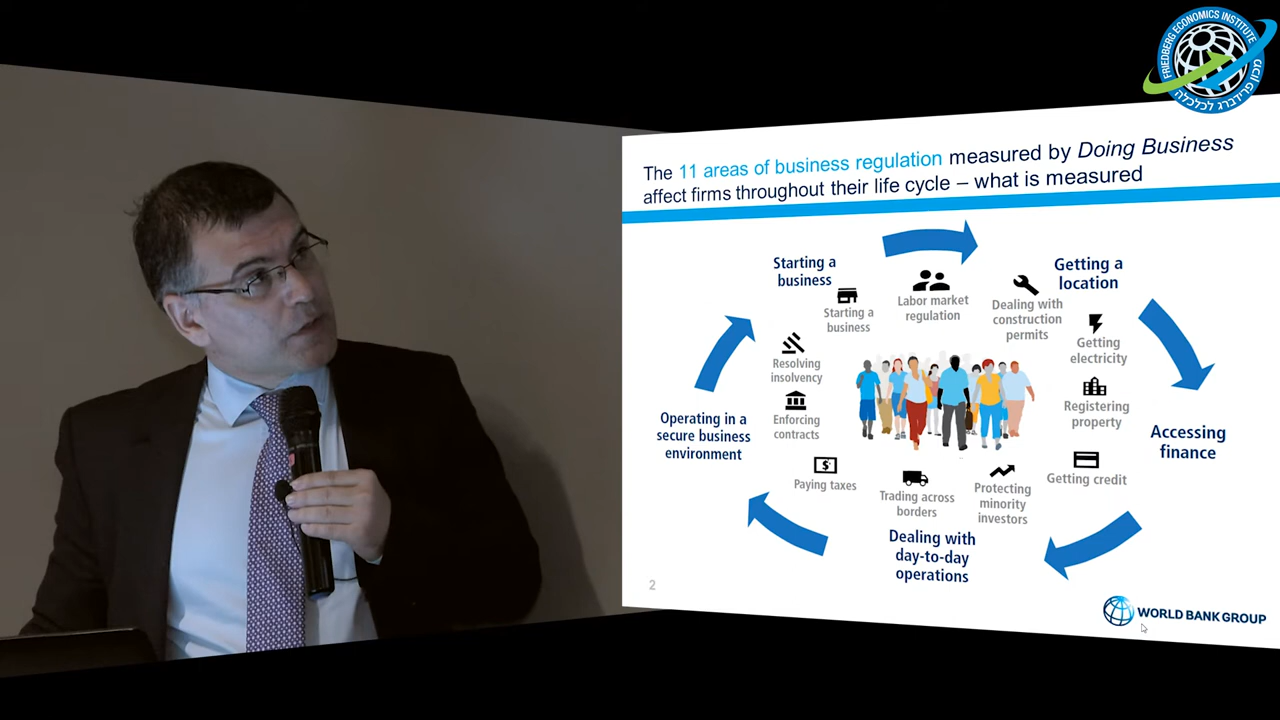 FRIEDBERG ECONOMICS INSTITUTE
מכון פרידברג לכלכלה
The 11 areas of business regulation measured by Doing Business
affect firms throughout their life cycle – what is measured
Starting a
business
Getting a
location
Starting a
business
Labor market
regulation
Dealing with
construction
permits
Getting
electricity
Resolving
insolvency
Registering
property
Enforcing
contracts
Operating in a
secure business
environment
Accessing
finance
Paying taxes
Trading across
borders
Protecting
minority
investors
Getting credit
Dealing with
day-to-day
operations
2
WORLD BANK GROUP